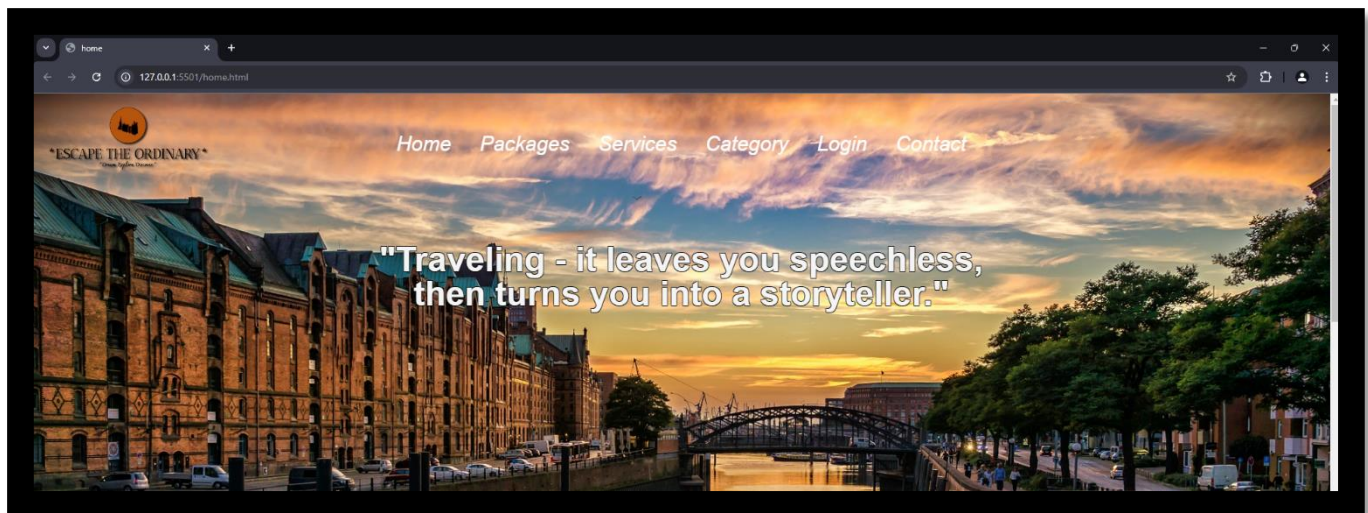 home
127.0.0.1:5501/home.html
"ESCAPE THE ORDINARY"
Home Packages Services Category Login Contact
"Traveling - it leaves you speechless,
then turns you into a storyteller."